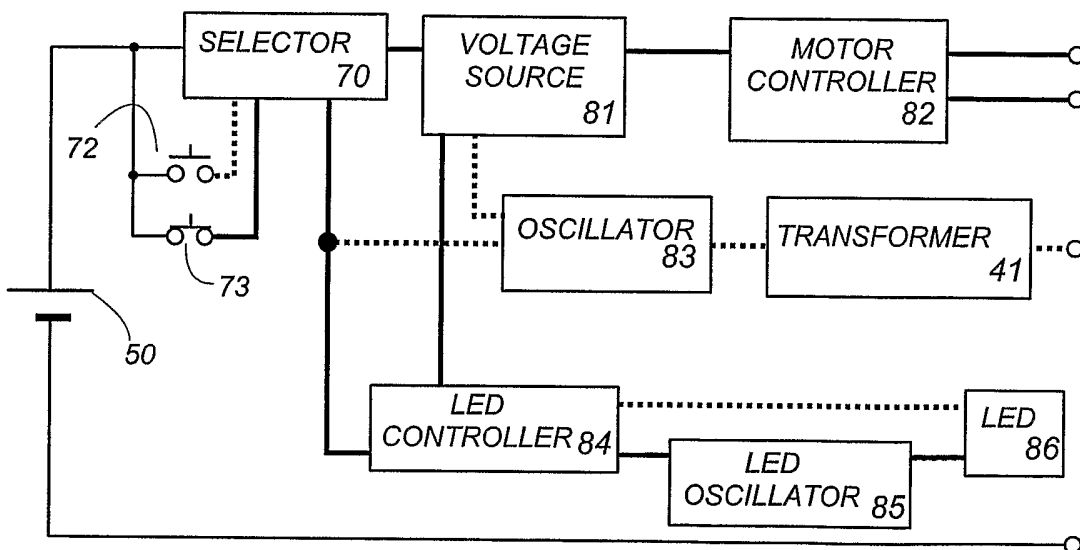 SELECTOR
70
VOLTAGE
SOURCE
81
MOTOR
CONTROLLER
82
72
73
50
OSCILLATOR
83
TRANSFORMER
41
LED
CONTROLLER 84
LED
OSCILLATOR 85
LED
86